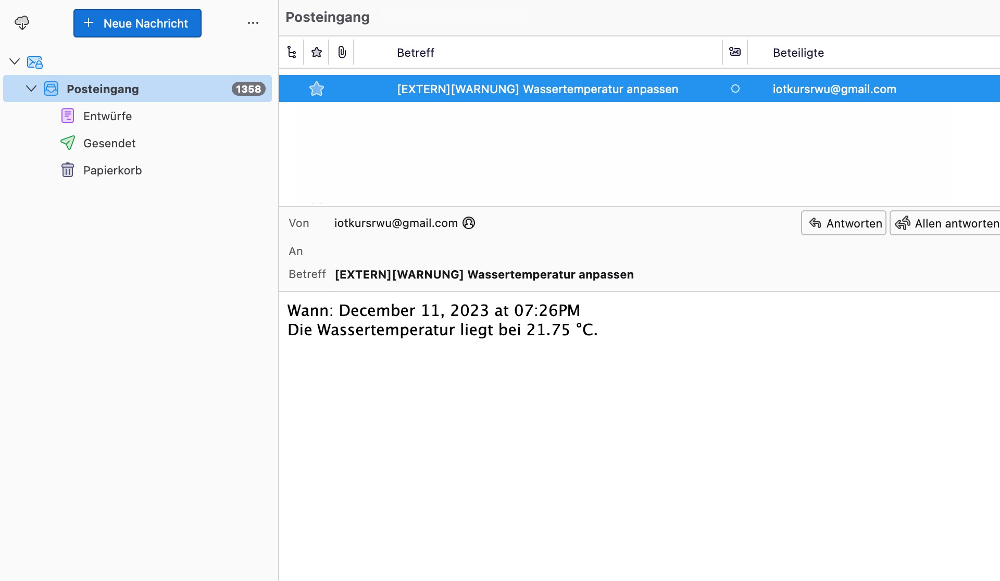 Neue Nachricht
Posteingang
1358
Entwürfe
Gesendet
Papierkorb
Posteingang
Betreff
Beteiligte
[EXTERN][WARNUNG] Wassertemperatur anpassen
iotkursrwu@gmail.com
Von iotkursrwu@gmail.com
Antworten
Allen antworten
An
Betreff [EXTERN][WARNUNG] Wassertemperatur anpassen
Wann: December 11, 2023 at 07:26PM
Die Wassertemperatur liegt bei 21.75 °C.